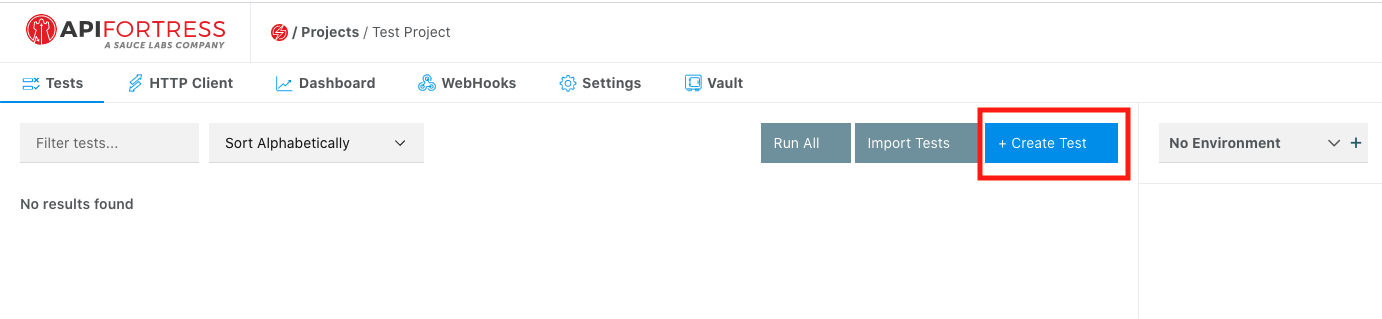 APIFORTRESS
A SAUCE LABS COMPANY
/ Projects / Test Project
Tests HTTP Client Dashboard WebHooks Settings Vault
Filter tests... Sort Alphabetically Run All Import Tests + Create Test No Environment +
No results found